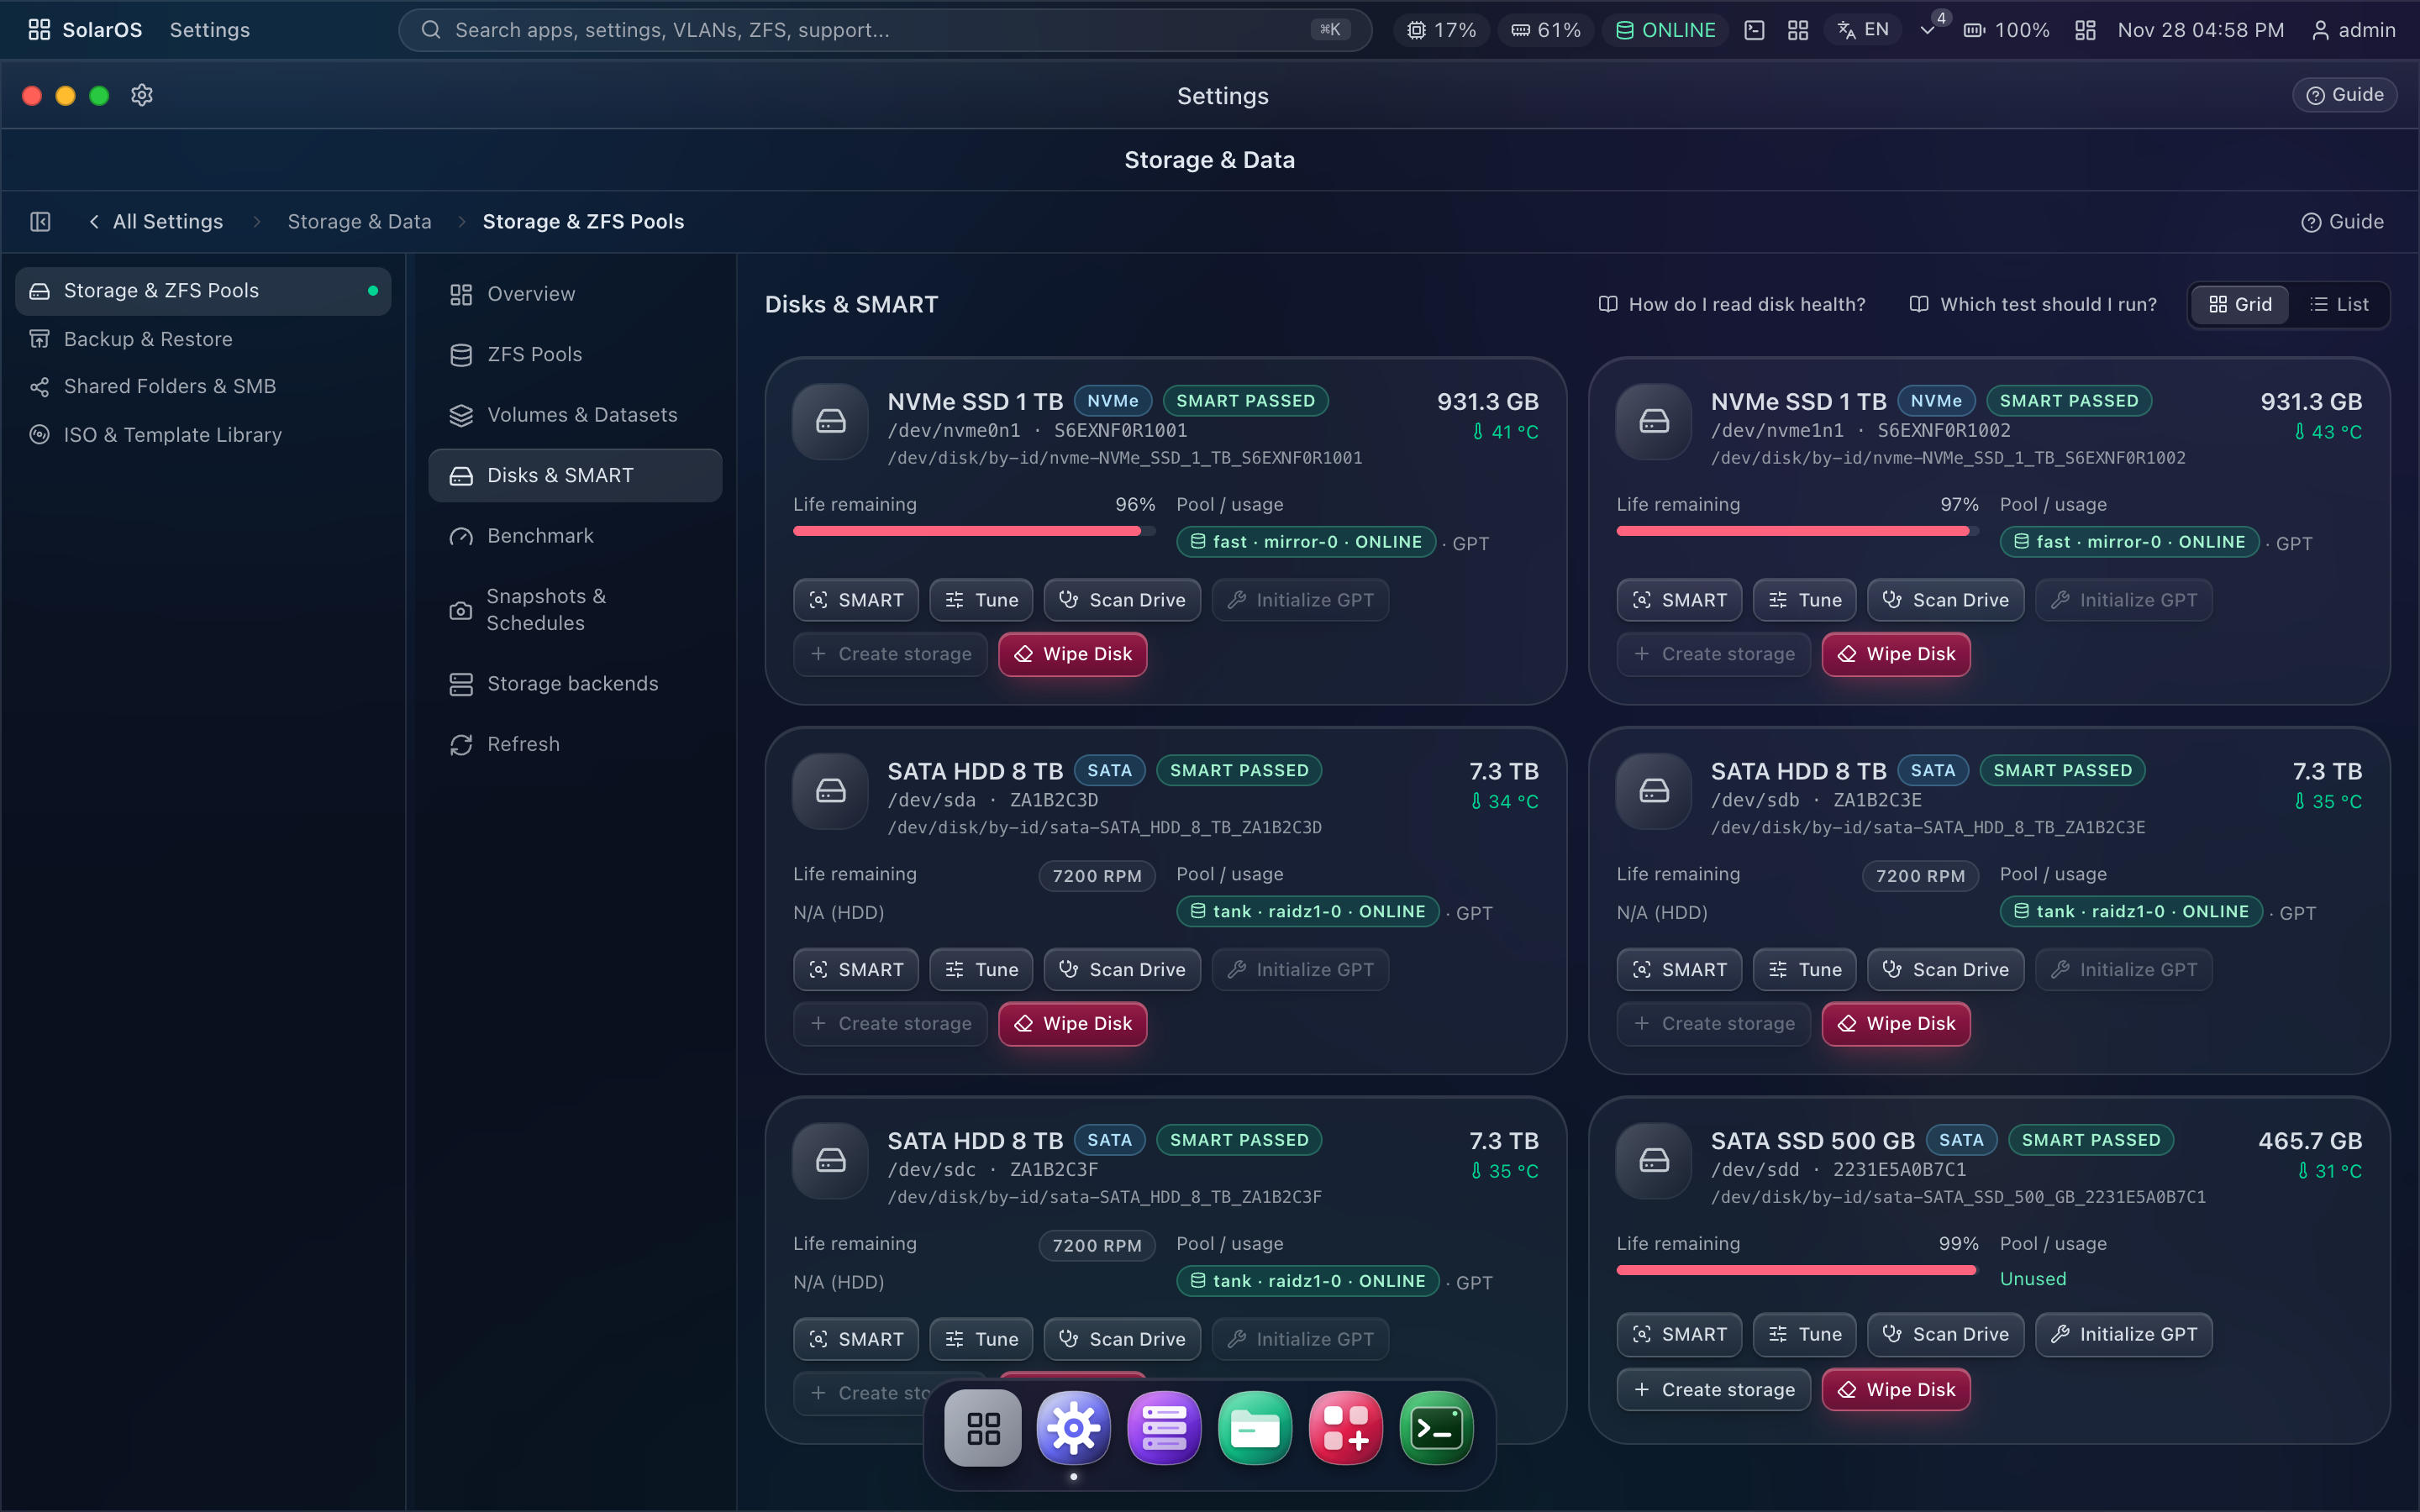 SolarOS Settings Search apps, settings, VLANs, ZFS, support... ⌘K 17% 61% ONLINE EN 4 100% Nov 28 04:58 PM admin
Settings Guide
Storage & Data
All Settings Storage & Data Storage & ZFS Pools Guide
Storage & ZFS Pools
Backup & Restore
Shared Folders & SMB
ISO & Template Library
Overview
ZFS Pools
Volumes & Datasets
Disks & SMART
Benchmark
Snapshots &
Schedules
Storage backends
Refresh
Disks & SMART How do I read disk health? Which test should I run? Grid List
NVMe SSD 1 TB NVMe SMART PASSED 931.3 GB
/dev/nvme0n1 · S6EXNF0R1001 41 °C
/dev/disk/by-id/nvme-NVMe_SSD_1_TB_S6EXNF0R1001
Life remaining 96% Pool / usage
fast · mirror-0 · ONLINE · GPT
SMART Tune Scan Drive Initialize GPT
Create storage Wipe Disk
NVMe SSD 1 TB NVMe SMART PASSED 931.3 GB
/dev/nvme1n1 · S6EXNF0R1002 43 °C
/dev/disk/by-id/nvme-NVMe_SSD_1_TB_S6EXNF0R1002
Life remaining 97% Pool / usage
fast · mirror-0 · ONLINE · GPT
SMART Tune Scan Drive Initialize GPT
Create storage Wipe Disk
SATA HDD 8 TB SATA SMART PASSED 7.3 TB
/dev/sda · ZA1B2C3D 34 °C
/dev/disk/by-id/sata-SATA_HDD_8_TB_ZA1B2C3D
Life remaining 7200 RPM Pool / usage
N/A (HDD) tank · raidz1-0 · ONLINE · GPT
SMART Tune Scan Drive Initialize GPT
Create storage Wipe Disk
SATA HDD 8 TB SATA SMART PASSED 7.3 TB
/dev/sdb · ZA1B2C3E 35 °C
/dev/disk/by-id/sata-SATA_HDD_8_TB_ZA1B2C3E
Life remaining 7200 RPM Pool / usage
N/A (HDD) tank · raidz1-0 · ONLINE · GPT
SMART Tune Scan Drive Initialize GPT
Create storage Wipe Disk
SATA HDD 8 TB SATA SMART PASSED 7.3 TB
/dev/sdc · ZA1B2C3F 35 °C
/dev/disk/by-id/sata-SATA_HDD_8_TB_ZA1B2C3F
Life remaining 7200 RPM Pool / usage
N/A (HDD) tank · raidz1-0 · ONLINE · GPT
SMART Tune Scan Drive Initialize GPT
Create sto
SATA SSD 500 GB SATA SMART PASSED 465.7 GB
/dev/sdd · 2231E5A0B7C1 31 °C
/dev/disk/by-id/sata-SATA_SSD_500_GB_2231E5A0B7C1
Life remaining 99% Pool / usage
Unused
SMART Tune Scan Drive Initialize GPT
Create storage Wipe Disk